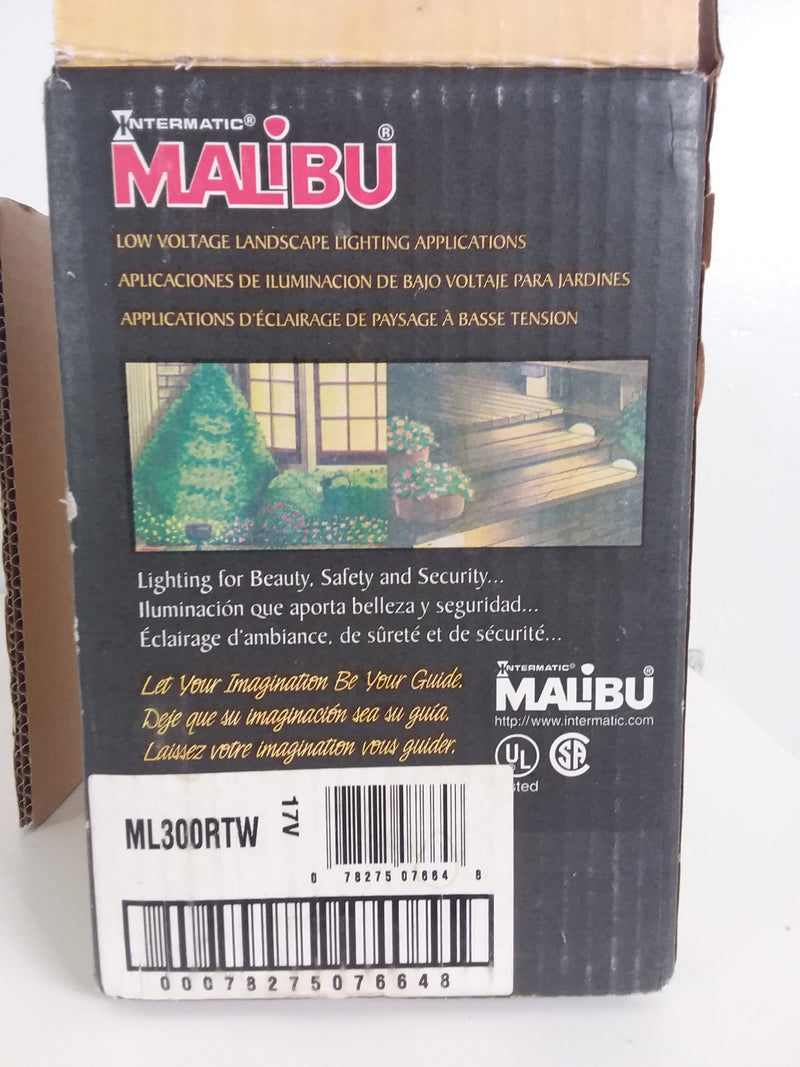 INTERMATIC®
MALIBU®
LOW VOLTAGE LANDSCAPE LIGHTING APPLICATIONS
APLICACIONES DE ILUMINACION DE BAJO VOLTAJE PARA JARDINES
APPLICATIONS D'ÉCLAIRAGE DE PAYSAGE À BASSE TENSION
Lighting for Beauty, Safety and Security...
Iluminación que aporta belleza y seguridad...
Éclairage d'ambiance, de sûreté et de sécurité...
Let Your Imagination Be Your Guide.
Deje que su imaginación sea su guía.
Laissez votre imagination vous guider.
INTERMATIC®
MALIBU®
http://www.intermatic.com
UL® SA
sted
ML300RTW
17V
0 78275 07664 8
00078275076648